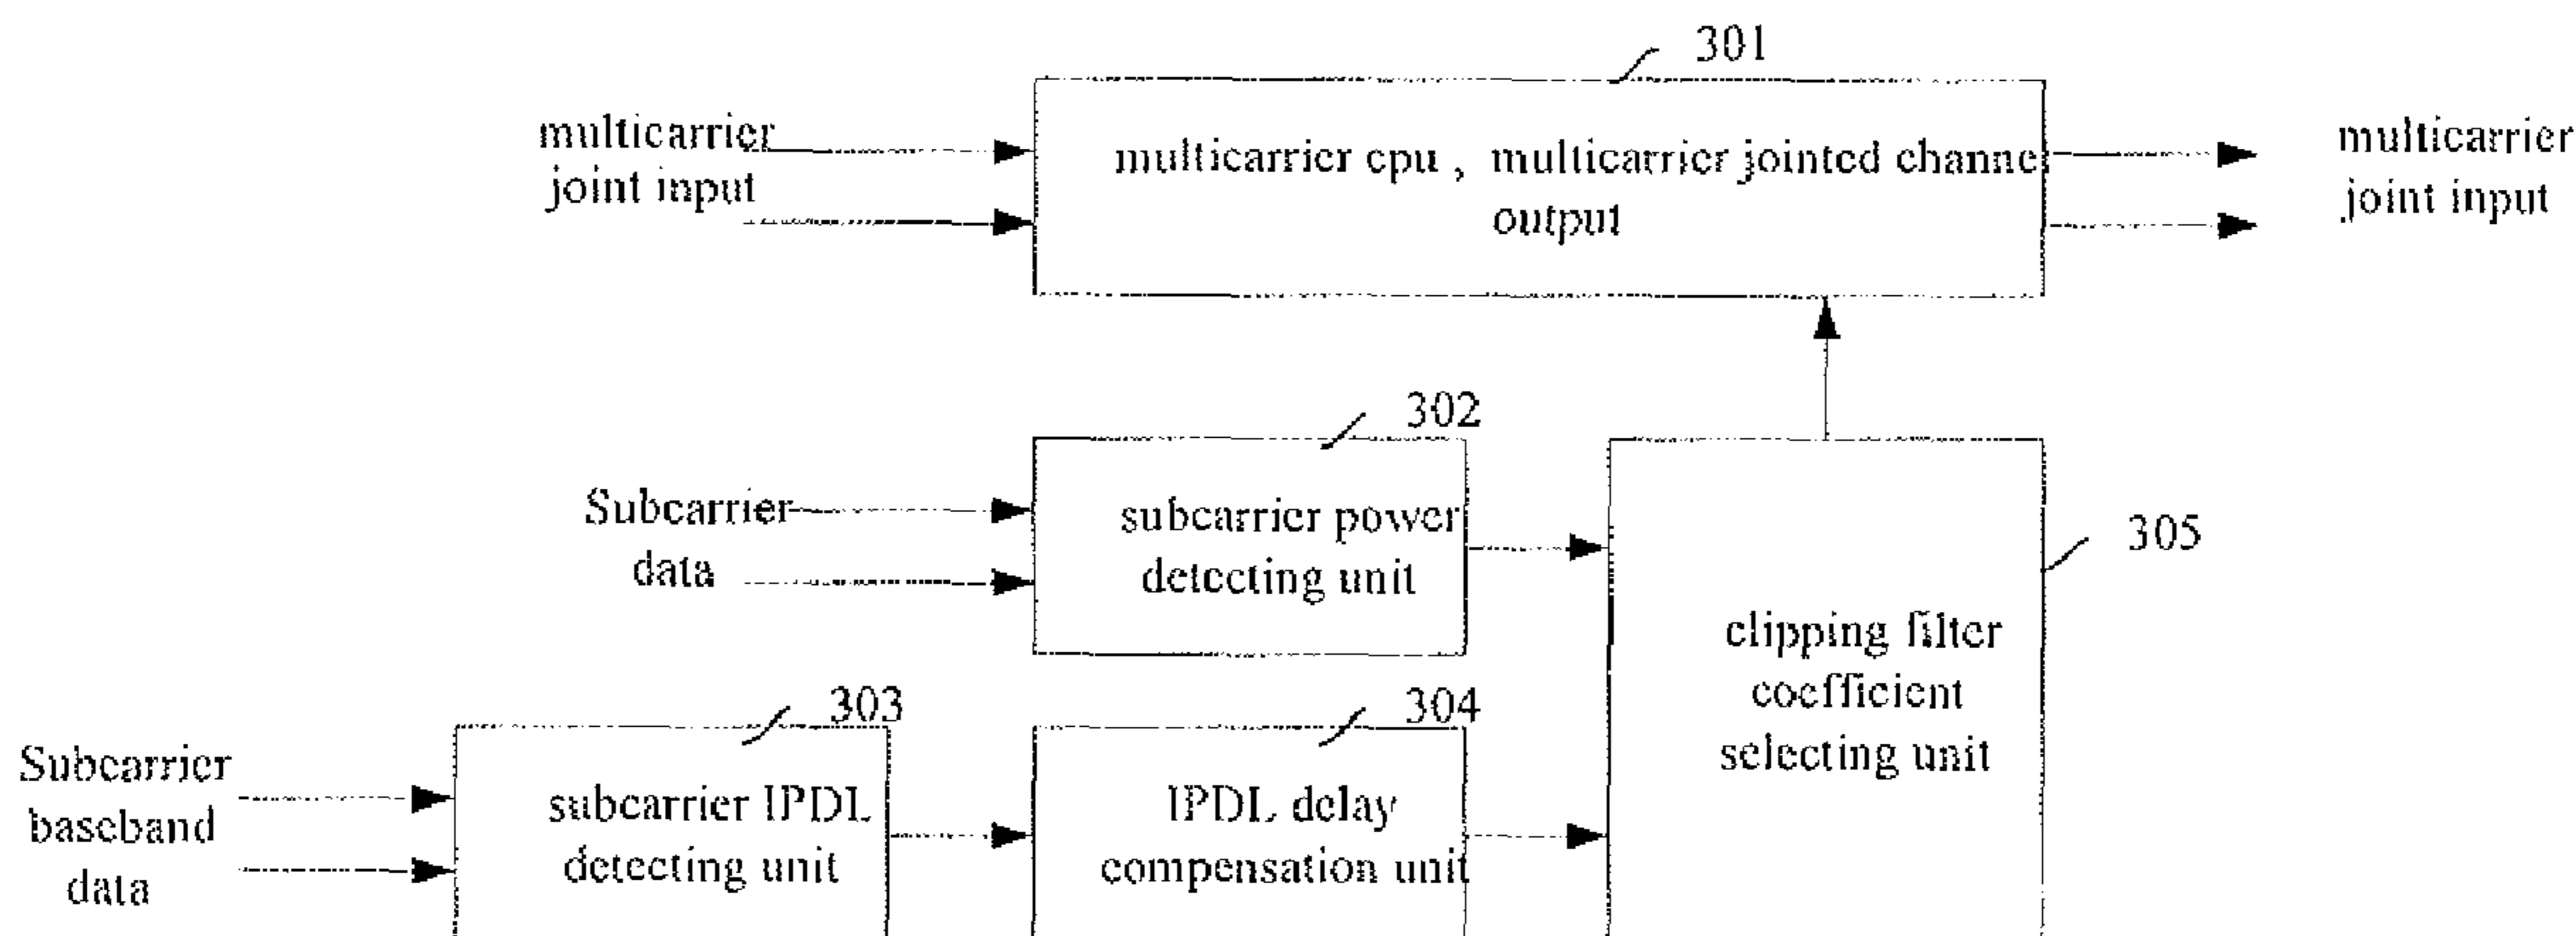 301
multicarrier
joint input
multicarrier cpu , multicarrier jointed channel
output
multicarrier
joint input
302
Subcarrier
data
subcarrier power
detecting unit
305
clipping filter
coefficient
selecting unit
303
304
Subcarrier
baseband
data
subcarrier IPDL
detecting unit
IPDL delay
compensation unit